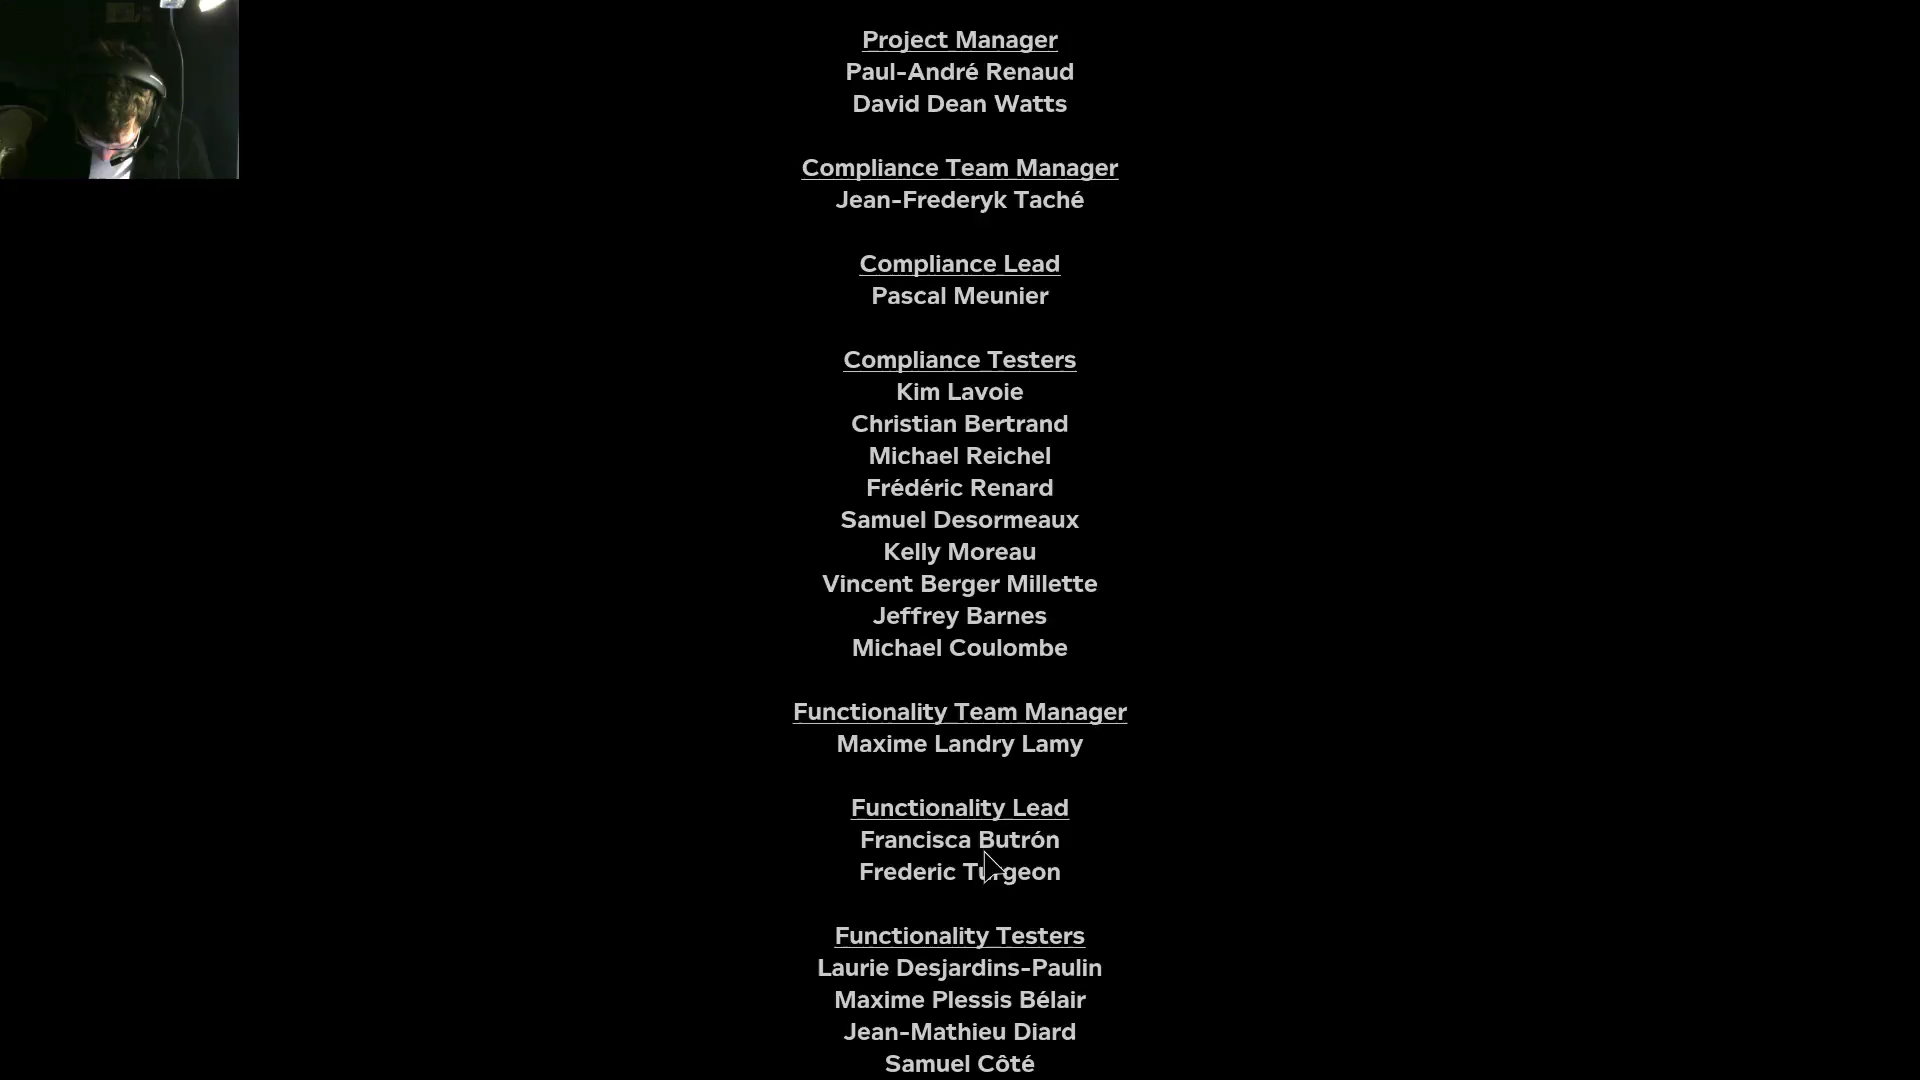 Project Manager
Paul-André Renaud
David Dean Watts
Compliance Team Manager
Jean-Frederyk Taché
Compliance Lead
Pascal Meunier
Compliance Testers
Kim Lavoie
Christian Bertrand
Michael Reichel
Frédéric Renard
Samuel Desormeaux
Kelly Moreau
Vincent Berger Millette
Jeffrey Barnes
Michael Coulombe
Functionality Team Manager
Maxime Landry Lamy
Functionality Lead
Francisca Butrón
Frederic Turgeon
Functionality Testers
Laurie Desjardins-Paulin
Maxime Plessis Bélair
Jean-Mathieu Diard
Samuel Côté